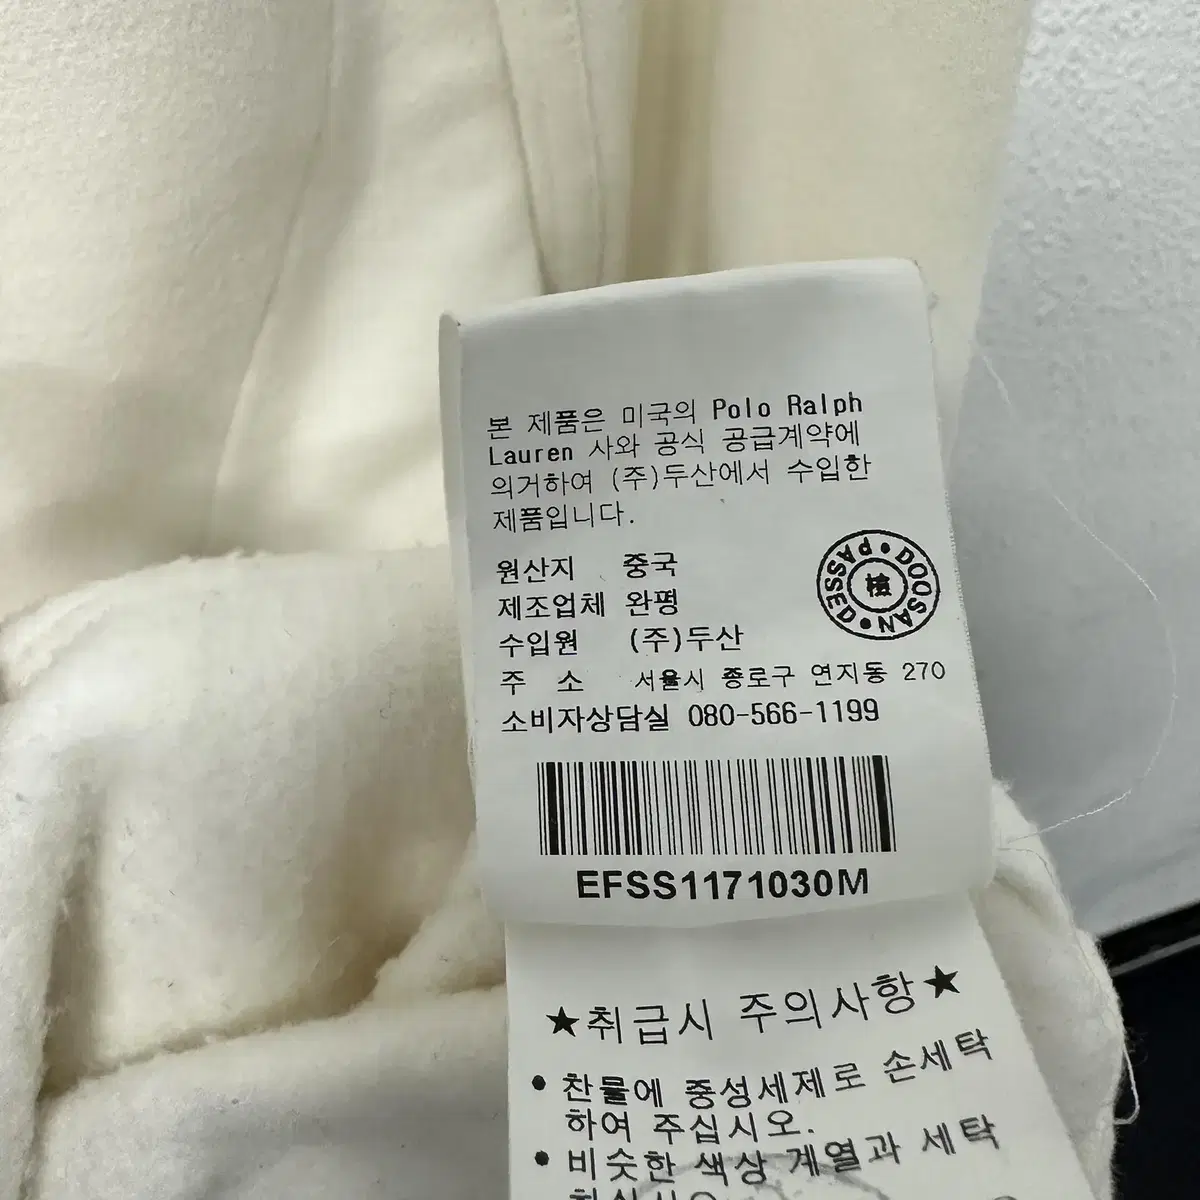 본 제품은 미국의 Polo Ralph
Lauren 사와 공식 공급계약에
의거하여 (주)두산에서 수입한
제품입니다.
원산지 중국
제조업체 완평
수입원 (주)두산
주 소 서울시 종로구 연지동 270
소비자상담실 080-566-1199
DOOSAN • PASSED •
檢
EFSS1171030M
★취급시 주의사항★
• 찬물에 중성세제로 손세탁
하여 주십시오.
• 비슷한 색상 계열과 세탁
하십시오